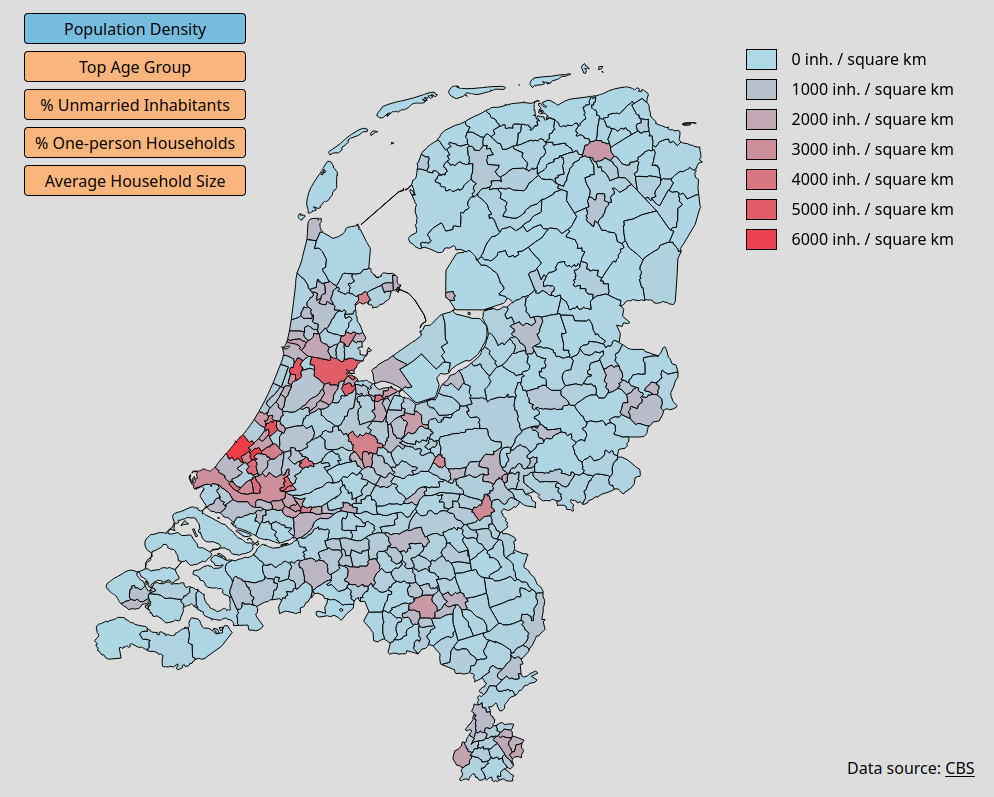 Population Density
Top Age Group
% Unmarried Inhabitants
% One-person Households
Average Household Size
0 inh. / square km
1000 inh. / square km
2000 inh. / square km
3000 inh. / square km
4000 inh. / square km
5000 inh. / square km
6000 inh. / square km
Data source: CBS